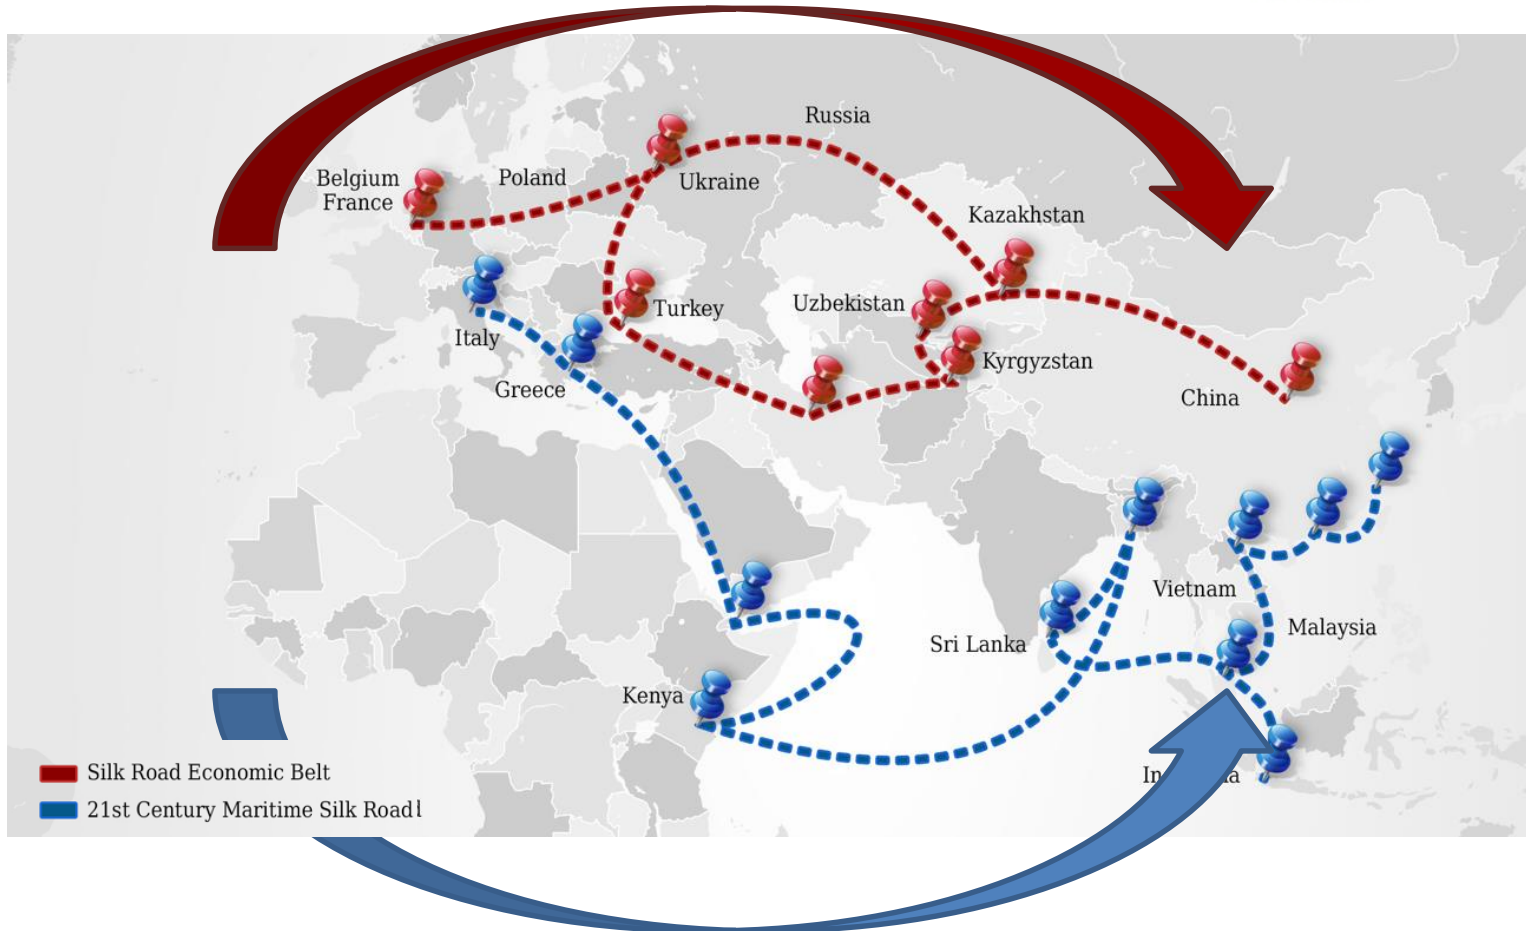 Russia
Belgium
France
Poland
Ukraine
Kazakhstan
Uzbekistan
Turkey
Italy
Kyrgyzstan
Greece
China
Vietnam
Malaysia
Sri Lanka
Kenya
Silk Road Economic Belt
21st Century Maritime Silk Road